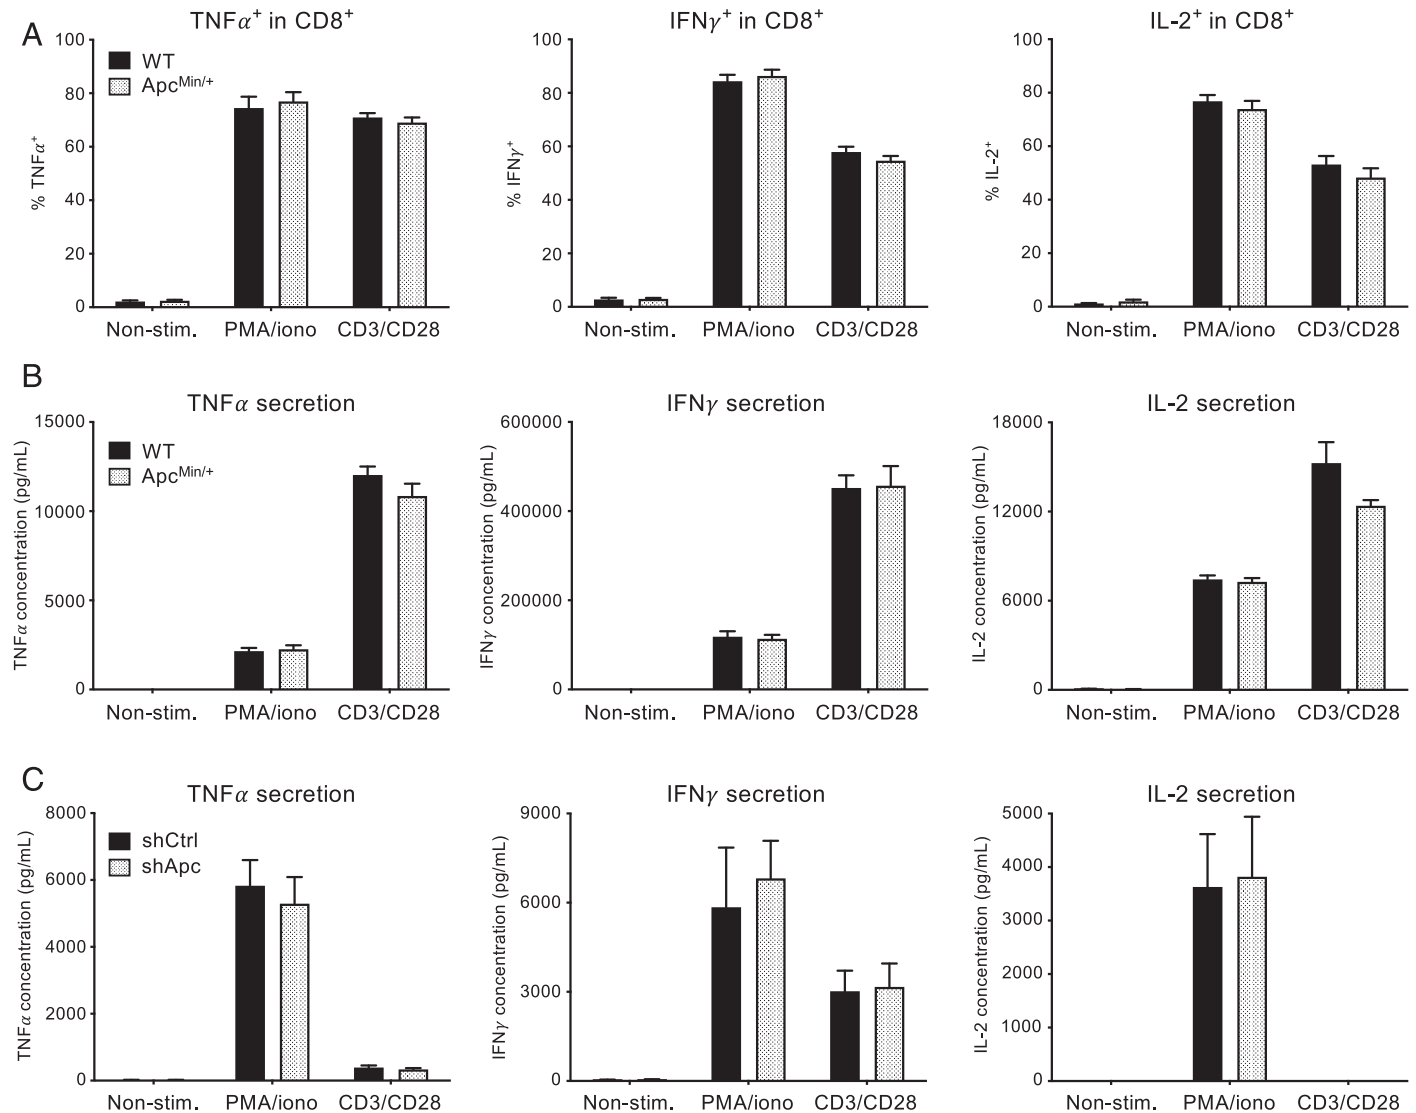 A
TNFα⁺ in CD8⁺
IFNγ⁺ in CD8⁺
IL-2⁺ in CD8⁺
WT
Apc^Min/+
% TNFα⁺
100
80
60
40
20
0
Non-stim. PMA/iono CD3/CD28
% IFNγ⁺
100
80
60
40
20
0
Non-stim. PMA/iono CD3/CD28
% IL-2⁺
100
80
60
40
20
0
Non-stim. PMA/iono CD3/CD28
B
TNFα secretion
IFNγ secretion
IL-2 secretion
WT
Apc^Min/+
TNFα concentration (pg/mL)
15000
10000
5000
0
Non-stim. PMA/iono CD3/CD28
IFNγ concentration (pg/mL)
600000
400000
200000
0
Non-stim. PMA/iono CD3/CD28
IL-2 concentration (pg/mL)
18000
12000
6000
0
Non-stim. PMA/iono CD3/CD28
C
TNFα secretion
IFNγ secretion
IL-2 secretion
shCtrl
shApc
TNFα concentration (pg/mL)
8000
6000
4000
2000
0
Non-stim. PMA/iono CD3/CD28
IFNγ concentration (pg/mL)
9000
6000
3000
0
Non-stim. PMA/iono CD3/CD28
IL-2 concentration (pg/mL)
5000
4000
3000
2000
1000
0
Non-stim. PMA/iono CD3/CD28